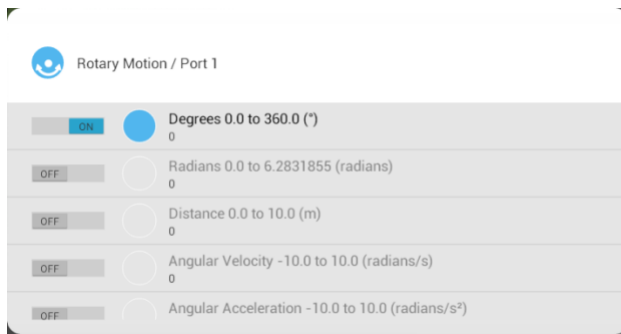 Rotary Motion / Port 1
ON
Degrees 0.0 to 360.0 (°)
0
OFF
Radians 0.0 to 6.2831855 (radians)
0
OFF
Distance 0.0 to 10.0 (m)
0
OFF
Angular Velocity -10.0 to 10.0 (radians/s)
0
OFF
Angular Acceleration -10.0 to 10.0 (radians/s²)